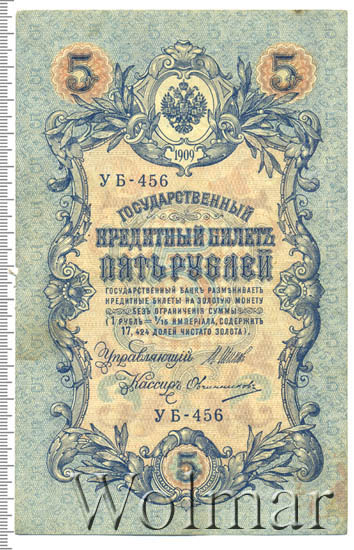 5 5
1909
УБ-456
ГОСУДАРСТВЕННЫЙ
КРЕДИТНЫЙ БИЛЕТЪ
ПЯТЬ РУБЛЕЙ
ГОСУДАРСТВЕННЫЙ БАНКЪ РАЗМѢНИВАЕТЪ
КРЕДИТНЫЕ БИЛЕТЫ НА ЗОЛОТУЮ МОНЕТУ
БЕЗЪ ОГРАНИЧЕНІЯ СУММЫ
(1 РУБЛЬ = 1/15 ИМПЕРІАЛА, СОДЕРЖИТЪ
17,424 ДОЛЕЙ ЧИСТАГО ЗОЛОТА).
Управляющій
Кассиръ Овчинниковъ
УБ-456
5
Wolmar